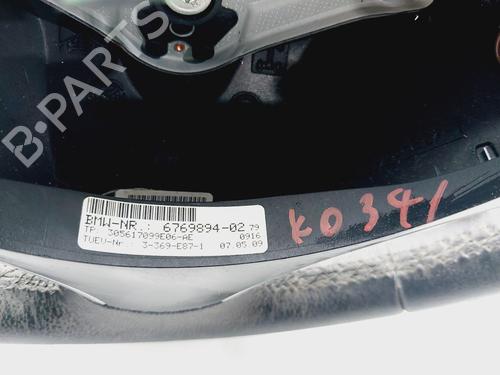 B-Parts
BMW-NR.: 6769894-02 79
TP 305617099E06-AE 0916
TUEV-Nr.: 3-369-E87-1 07.05.09
K0341